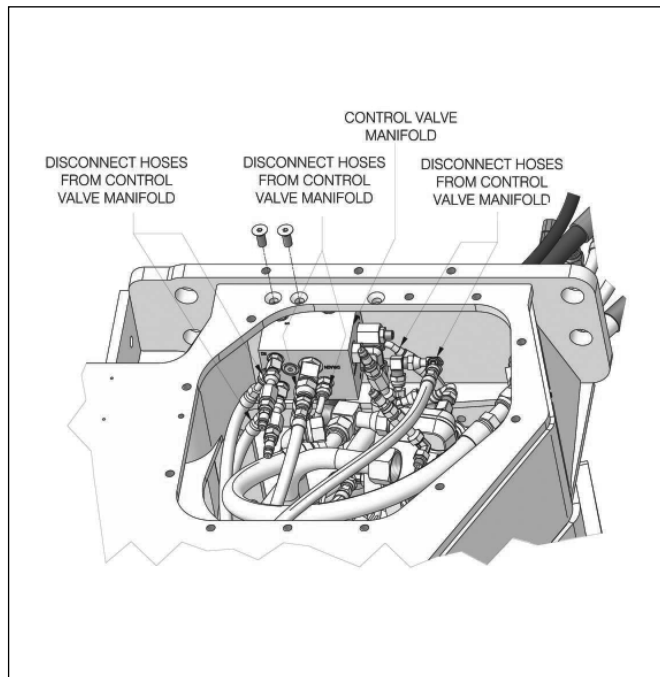 CONTROL VALVE
MANIFOLD
DISCONNECT HOSES
FROM CONTROL
VALVE MANIFOLD
DISCONNECT HOSES
FROM CONTROL
VALVE MANIFOLD
DISCONNECT HOSES
FROM CONTROL
VALVE MANIFOLD